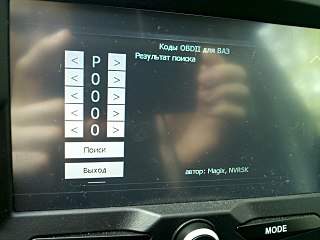 Коды OBDII для ВАЗ
Результат поиска
< P >
< 0 >
< 0 >
< 0 >
< 0 >
Поиск
Выход
автор: Magix, NVRSK
MODE